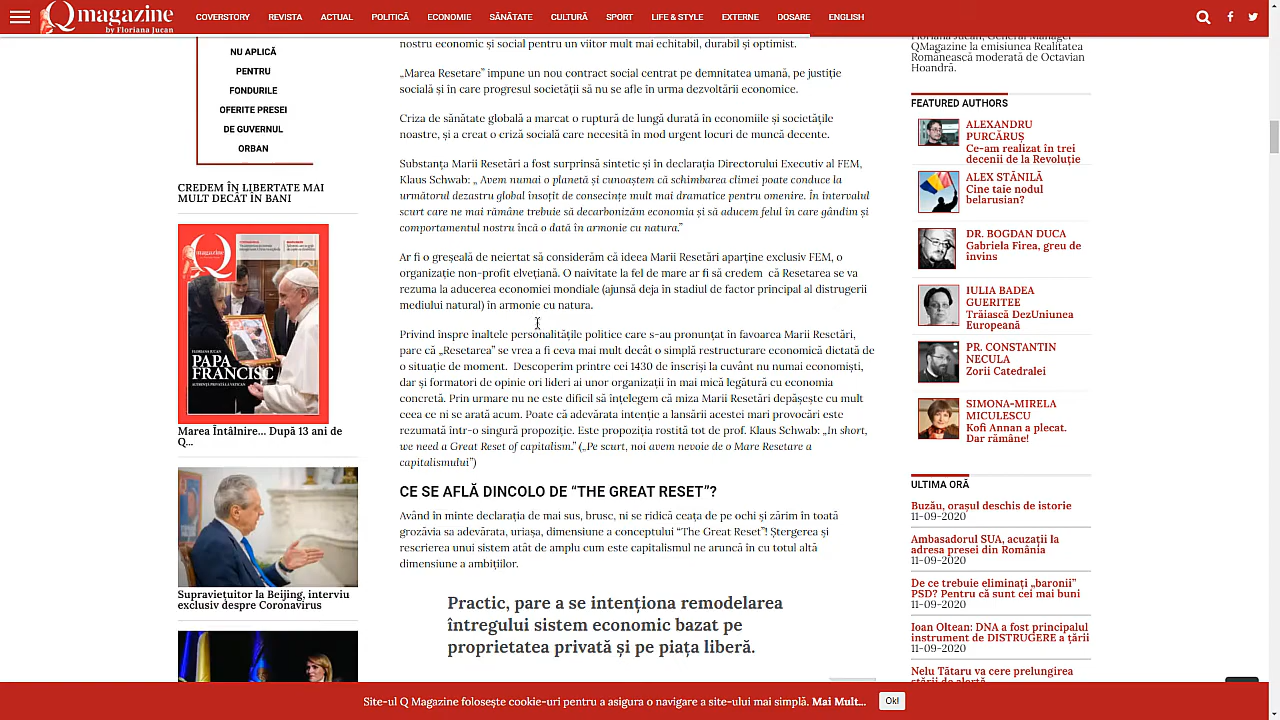 Q magazine
by Floriana Jucan
COVERSTORY REVISTA ACTUAL POLITICĂ ECONOMIE SĂNĂTATE CULTURĂ SPORT LIFE & STYLE EXTERNE DOSARE ENGLISH
NU APLICĂ
PENTRU
FONDURILE
OFERITE PRESEI
DE GUVERNUL
ORBAN
CREDEM ÎN LIBERTATE MAI
MULT DECÂT ÎN BANI
Q magazine
FLORIANA JUCAN
PAPA
FRANCISC
AUDIENȚĂ PRIVATĂ LA VATICAN
Marea Întâlnire... După 13 ani de
Q...
Supraviețuitor la Beijing, interviu
exclusiv despre Coronavirus
nostru economic și social pentru un viitor mult mai echitabil, durabil și optimist.
„Marea Resetare” impune un nou contract social centrat pe demnitatea umană, pe justiție
socială și în care progresul societății să nu se afle în urma dezvoltării economice.
Criza de sănătate globală a marcat o ruptură de lungă durată în economiile și societățile
noastre, și a creat o criză socială care necesită în mod urgent locuri de muncă decente.
Substanța Marii Resetări a fost surprinsă sintetic și în declarația Directorului Executiv al FEM,
Klaus Schwab: „ Avem numai o planetă și cunoaștem că schimbarea climei poate conduce la
următorul dezastru global însoțit de consecințe mult mai dramatice pentru omenire. În intervalul
scurt care ne mai rămâne trebuie să decarbonizăm economia și să aducem felul în care gândim și
comportamentul nostru încă o dată în armonie cu natura.”
Ar fi o greșeală de neiertat să considerăm că ideea Marii Resetări aparține exclusiv FEM, o
organizație non-profit elvețiană. O naivitate la fel de mare ar fi să credem că Resetarea se va
rezuma la aducerea economiei mondiale (ajunsă deja în stadiul de factor principal al distrugerii
mediului natural) în armonie cu natura.
Privind înspre înaltele personalitățile politice care s-au pronunțat în favoarea Marii Resetări,
pare că „Resetarea” se vrea a fi ceva mai mult decât o simplă restructurare economică dictată de
o situație de moment. Descoperim printre cei 1430 de inscriși la cuvânt nu numai economiști,
dar și formatori de opinie ori lideri ai unor organizații în mai mică legătură cu economia
concretă. Prin urmare nu ne este dificil să înțelegem că miza Marii Resetări depășește cu mult
ceea ce ni se arată acum. Poate că adevărata intenție a lansării acestei mari provocări este
rezumată într-o singură propoziție. Este propoziția rostită tot de prof. Klaus Schwab: „In short,
we need a Great Reset of capitalism.” („Pe scurt, noi avem nevoie de o Mare Resetare a
capitalismului”)
CE SE AFLĂ DINCOLO DE “THE GREAT RESET”?
Având în minte declarația de mai sus, brusc, ni se ridică ceața de pe ochi și zărim în toată
grozăvia sa adevărata, uriașa, dimensiune a conceptului “The Great Reset”! Ștergerea și
rescrierea unui sistem atât de amplu cum este capitalismul ne aruncă în cu totul altă
dimensiune a ambițiilor.
Practic, pare a se intenționa remodelarea
întregului sistem economic bazat pe
proprietatea privată și pe piața liberă.
Floriana Jucan, General Manager
QMagazine la emisiunea Realitatea
Românească moderată de Octavian
Hoandră.
FEATURED AUTHORS
ALEXANDRU
PURCĂRUȘ
Ce-am realizat în trei
decenii de la Revoluție
ALEX STĂNILĂ
Cine taie nodul
belarusian?
DR. BOGDAN DUCA
Gabriela Firea, greu de
învins
IULIA BADEA
GUERITEE
Trăiască DezUniunea
Europeană
PR. CONSTANTIN
NECULA
Zorii Catedralei
SIMONA-MIRELA
MICULESCU
Kofi Annan a plecat.
Dar rămâne!
ULTIMA ORĂ
Buzău, orașul deschis de istorie
11-09-2020
Ambasadorul SUA, acuzații la
adresa presei din România
11-09-2020
De ce trebuie eliminați „baronii”
PSD? Pentru că sunt cei mai buni
11-09-2020
Ioan Oltean: DNA a fost principalul
instrument de DISTRUGERE a țării
11-09-2020
Nelu Tătaru va cere prelungirea
stării de alertă
Site-ul Q Magazine folosește cookie-uri pentru a asigura o navigare a site-ului mai simplă. Mai Mult...
Ok!